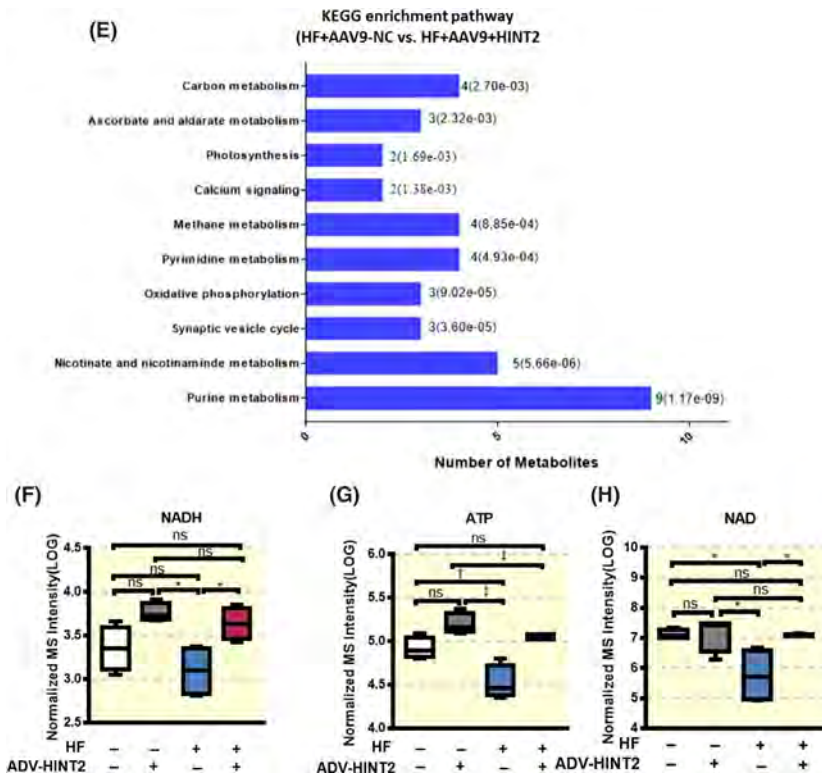 (E)
KEGG enrichment pathway
(HF+AAV9-NC vs. HF+AAV9+HINT2
Carbon metabolism
4(2.70e-03)
Ascorbate and aldarate motabolism
3(2.32e-03)
Photosynthesis
2(1.69e-03)
Calcium signaling
2(1.38e-03)
Methane metabolism
4(8.85e-04)
Pyrimidine metabolism
4(4.93e-04)
Oxidative phosphorylation
3(9.02e-05)
Synaptic vesicle cycle
3(3.60e-05)
Nicotinate and nicotinaminde metabolism
5(5.66e-06)
Purine metabolism
9(1.17e-09)
0 5 10
Number of Metabolites
(F)
NADH
Normalized MS Intensity(LOG)
4.5
4.0
3.5
3.0
2.5
ns
ns
ns
ns * *
HF - - + +
ADV-HINT2 - + - +
(G)
ATP
Normalized MS Intensity(LOG)
6.0
5.5
5.0
4.5
4.0
ns
‡
†
ns ‡
- - + +
- + - +
(H)
NAD
Normalized MS Intensity(LOG)
10
9
8
7
6
5
4
* *
ns
ns
ns *
HF - - + +
ADV-HINT2 - + - +